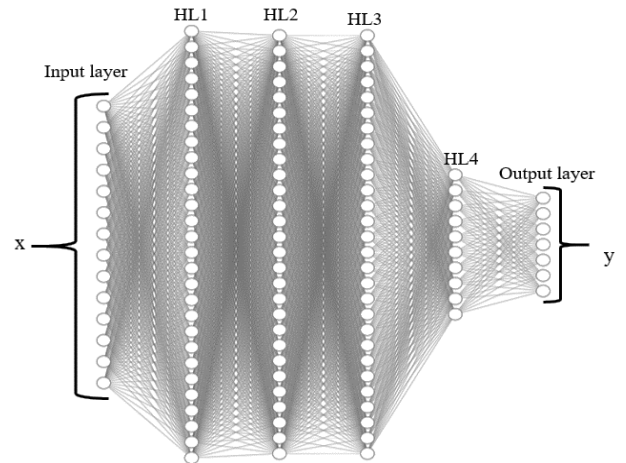 HL1
HL2
HL3
Input layer
HL4
Output layer
x
y